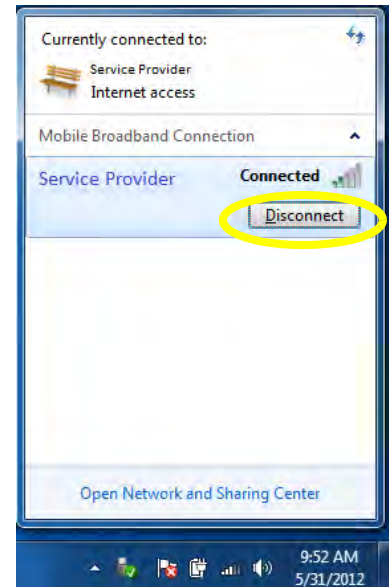 Currently connected to:
Service Provider
Internet access
Mobile Broadband Connection
Service Provider Connected
Disconnect
Open Network and Sharing Center
9:52 AM
5/31/2012